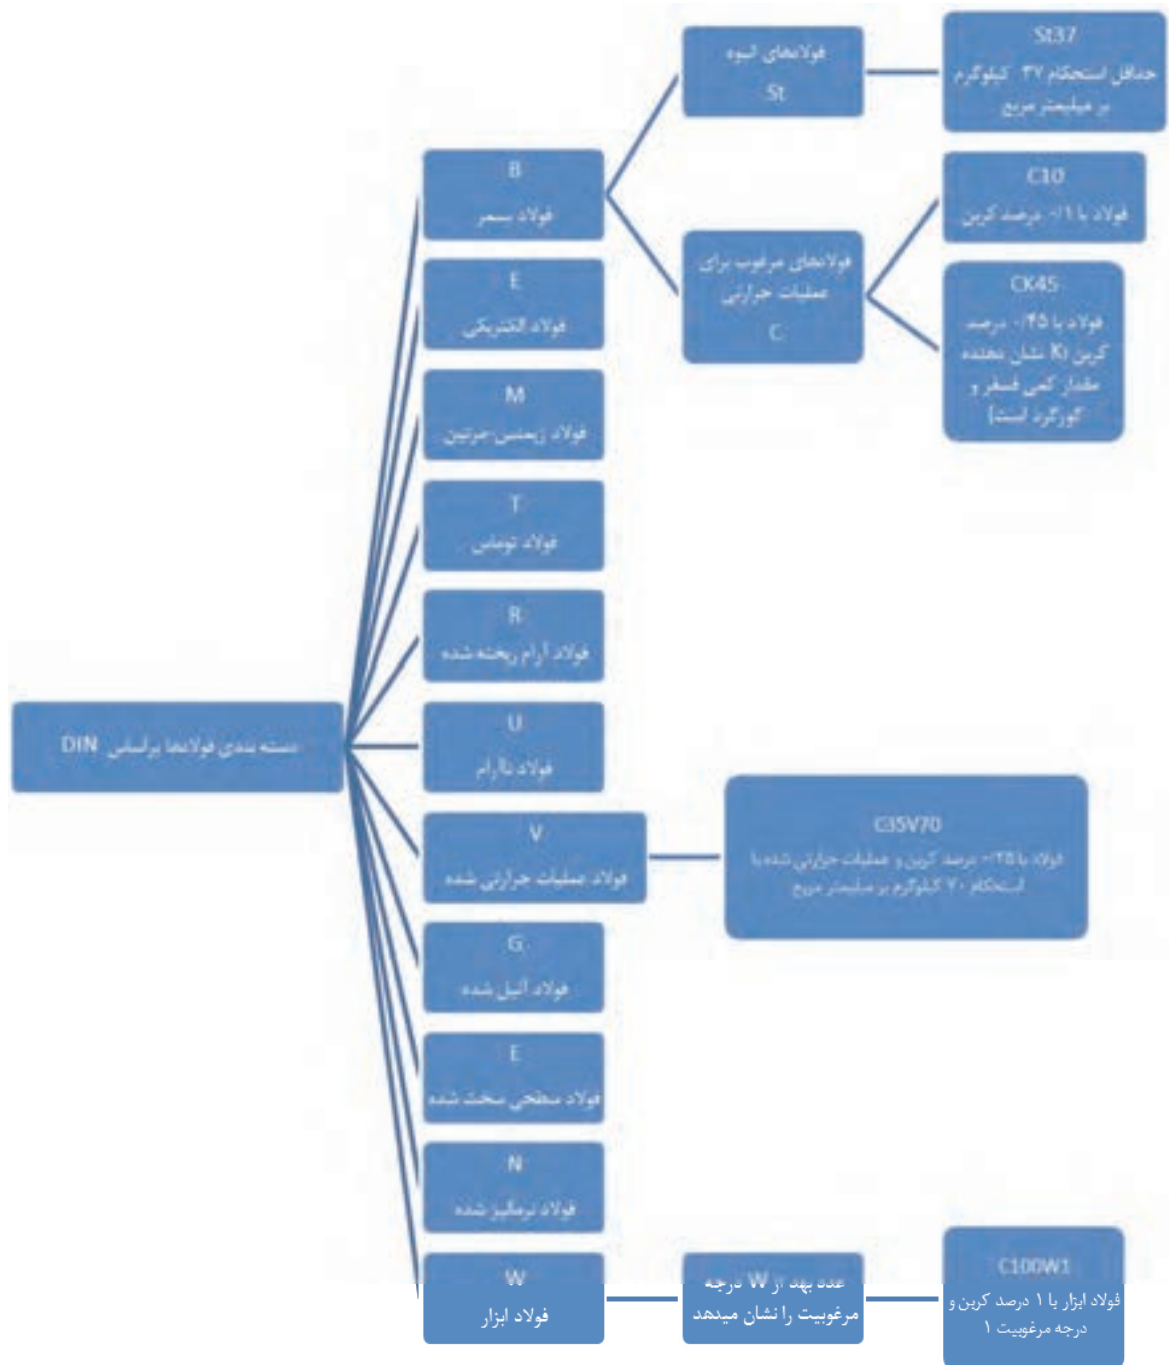 دسته بندی فولادها براساس DIN
B
فولاد بسمر
فولادهای انبوه
St
St37
حداقل استحکام ۳۷ کیلوگرم
بر میلیمتر مربع
فولادهای مرغوب برای
عملیات حرارتی
C
C10
فولاد با ۰/۱ درصد کربن
CK45
فولاد با ۰/۴۵ درصد
کربن (K نشان دهنده
مقدار کمی فسفر و
گوگرد است)
E
فولاد الکتریکی
M
فولاد زیمنس-مرتین
T
فولاد توماس
R
فولاد آرام ریخته شده
U
فولاد ناآرام
V
فولاد عملیات حرارتی شده
C35V70
فولاد با درصد کربن و عملیات حرارتی شده با
استحکام ۷۰ کیلوگرم بر میلیمتر مربع
G
فولاد آنیل شده
E
فولاد سطحی سخت شده
N
فولاد نرمالیز شده
W
فولاد ابزار
عدد بهد از W درجه
مرغوبیت را نشان میدهد
C100W1
فولاد ابزار با ۱ درصد کربن و
درجه مرغوبیت ۱